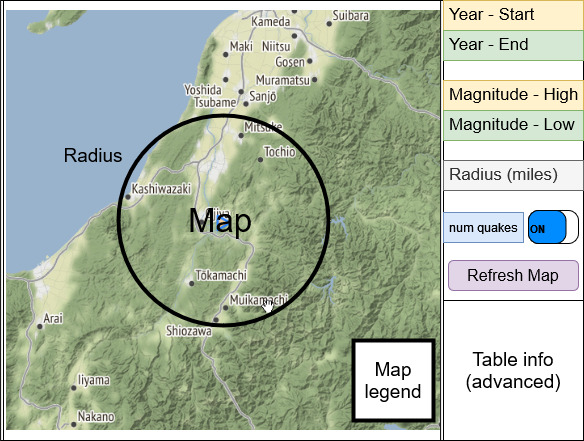 Suibara
Kameda
Maki
Niitsu
Gosen
Muramatsu
Yoshida
Tsubame
Sanjō
Mitsuke
Tochio
Radius
Kashiwazaki
Map
Tōkamachi
Muikamachi
Shiozawa
Arai
Iiyama
Nakano
Map
legend
Year - Start
Year - End
Magnitude - High
Magnitude - Low
Radius (miles)
num quakes
ON
Refresh Map
Table info
(advanced)